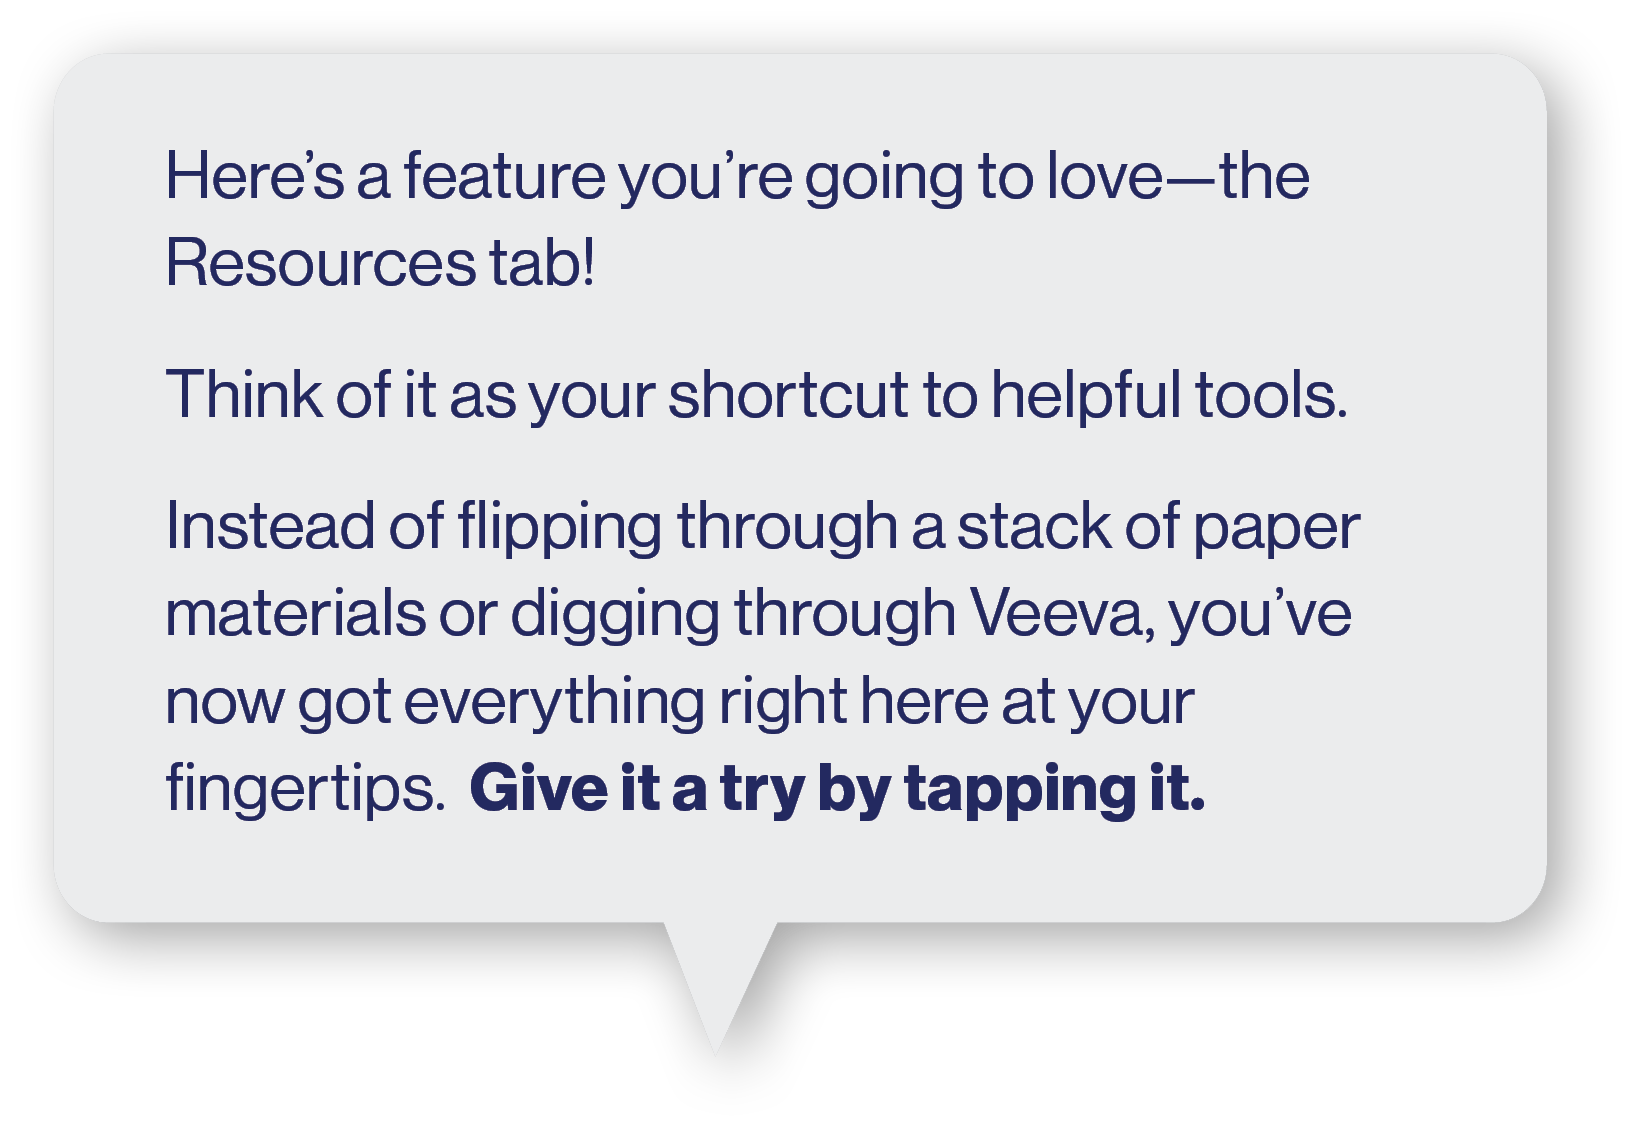 Here’s a feature you’re going to love—the
Resources tab!
Think of it as your shortcut to helpful tools.
Instead of flipping through a stack of paper
materials or digging through Veeva, you’ve
now got everything right here at your
fingertips.  Give it a try by tapping it.